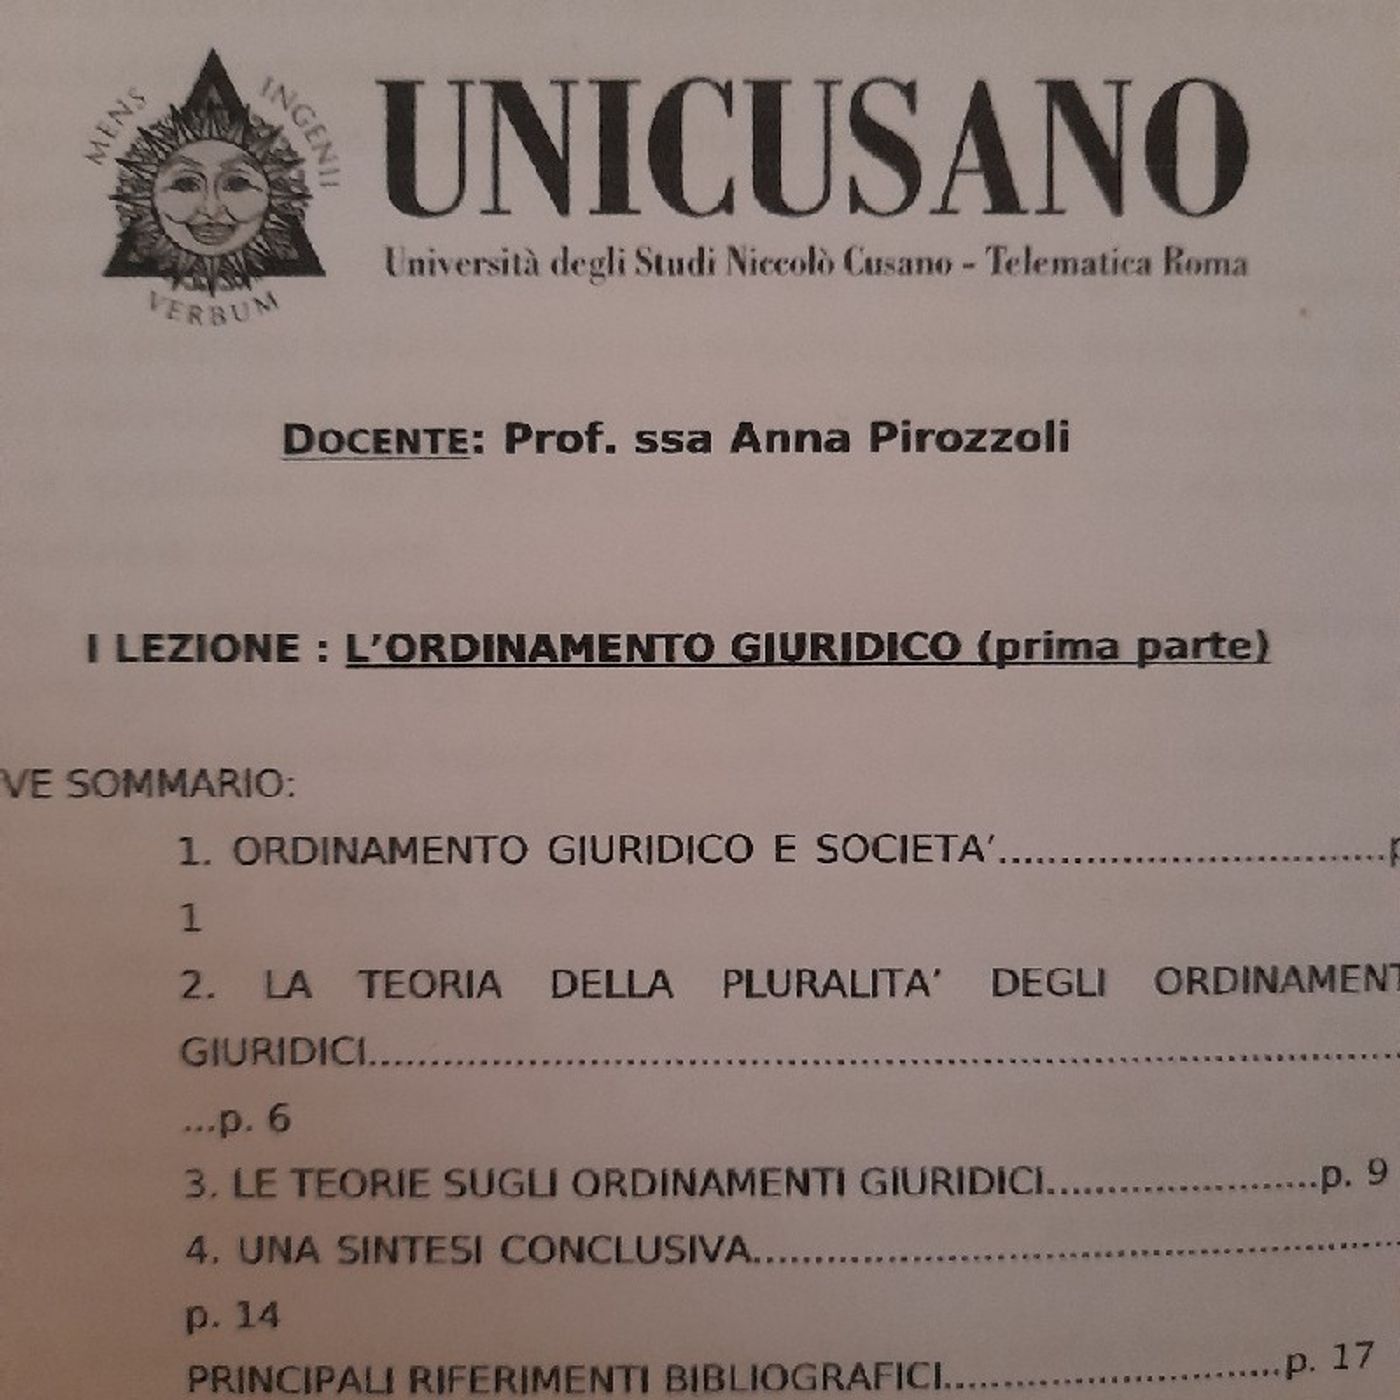 MENS INGENII VERBUM
UNICUSANO
Università degli Studi Niccolò Cusano - Telematica Roma
DOCENTE: Prof. ssa Anna Pirozzoli
I LEZIONE : L'ORDINAMENTO GIURIDICO (prima parte)
VE SOMMARIO:
1. ORDINAMENTO GIURIDICO E SOCIETA'................................p
1
2. LA TEORIA DELLA PLURALITA' DEGLI ORDINAMENT
GIURIDICI....................................................................................
...p. 6
3. LE TEORIE SUGLI ORDINAMENTI GIURIDICI......................p. 9
4. UNA SINTESI CONCLUSIVA.....................................................
p. 14
PRINCIPALI RIFERIMENTI BIBLIOGRAFICI...........................p. 17